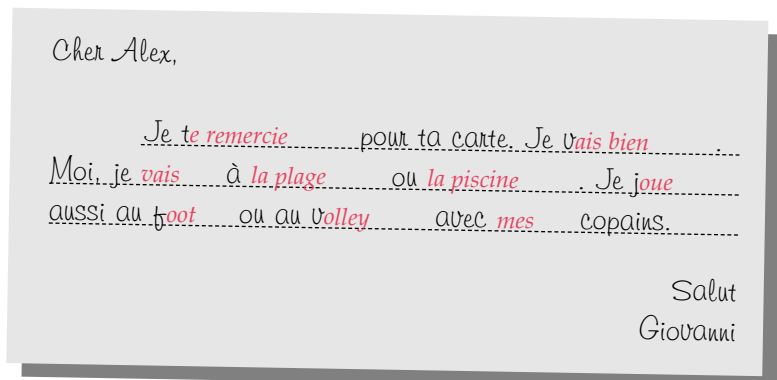 Cher Alex,
Je te remercie pour ta carte. Je vais bien .
Moi, je vais à la plage ou la piscine . Je joue
aussi au foot ou au volley avec mes copains.
Salut
Giovanni